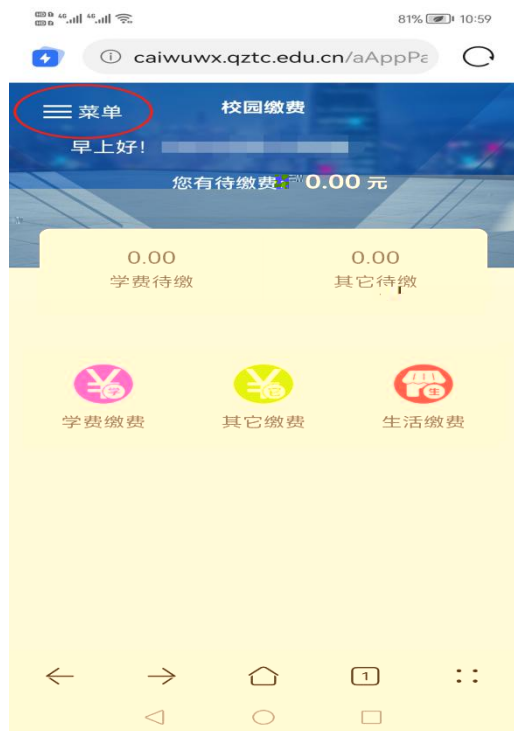 81% 10:59
caiwuwx.qztc.edu.cn/aAppPa
菜单 校园缴费
早上好!
您有待缴费 0.00 元
0.00 0.00
学费待缴 其它待缴
学费缴费 其它缴费 生活缴费
1